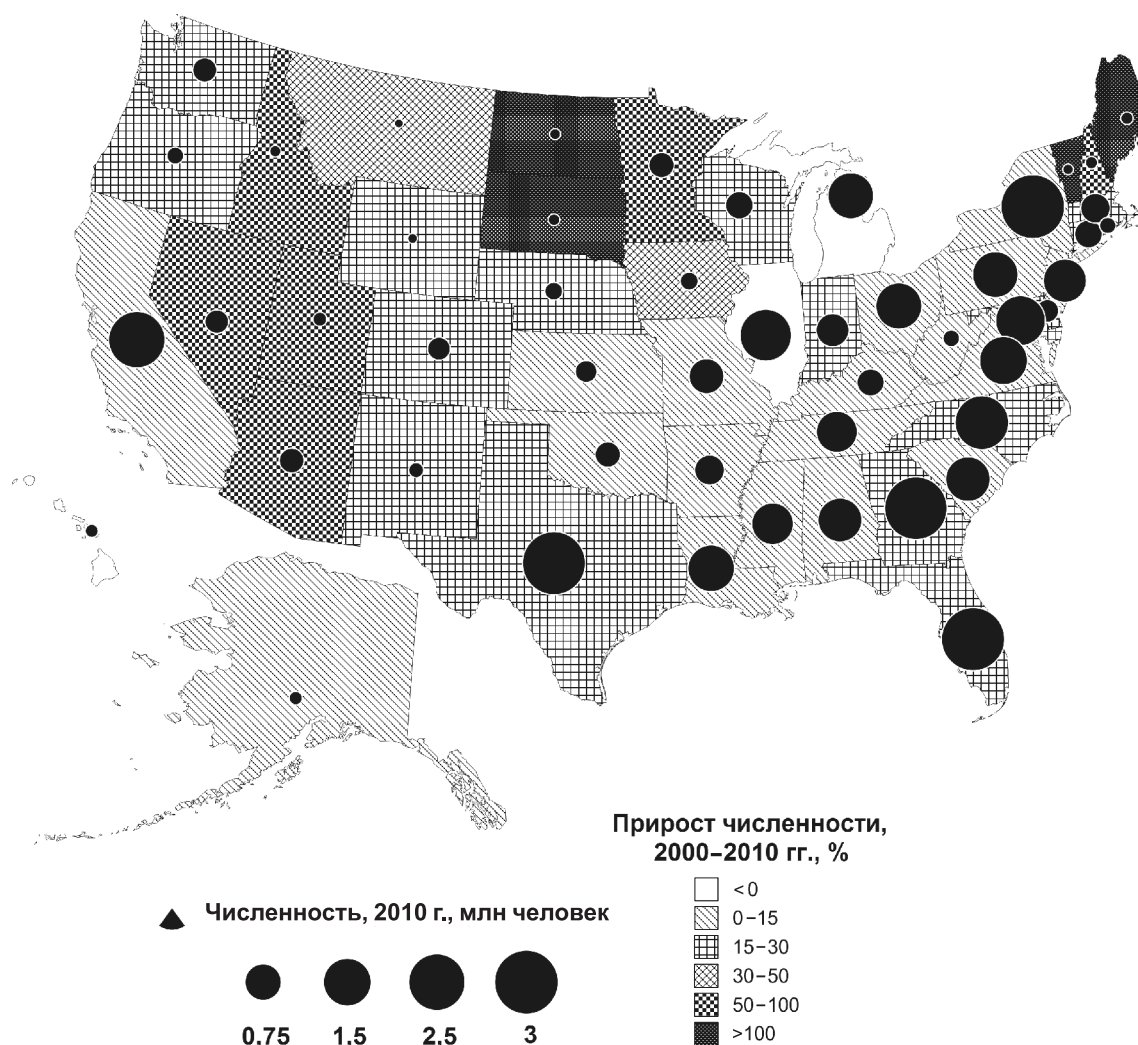 Прирост численности,
2000–2010 гг., %
<0
0–15
15–30
30–50
50–100
>100
Численность, 2010 г., млн человек
0.75 1.5 2.5 3